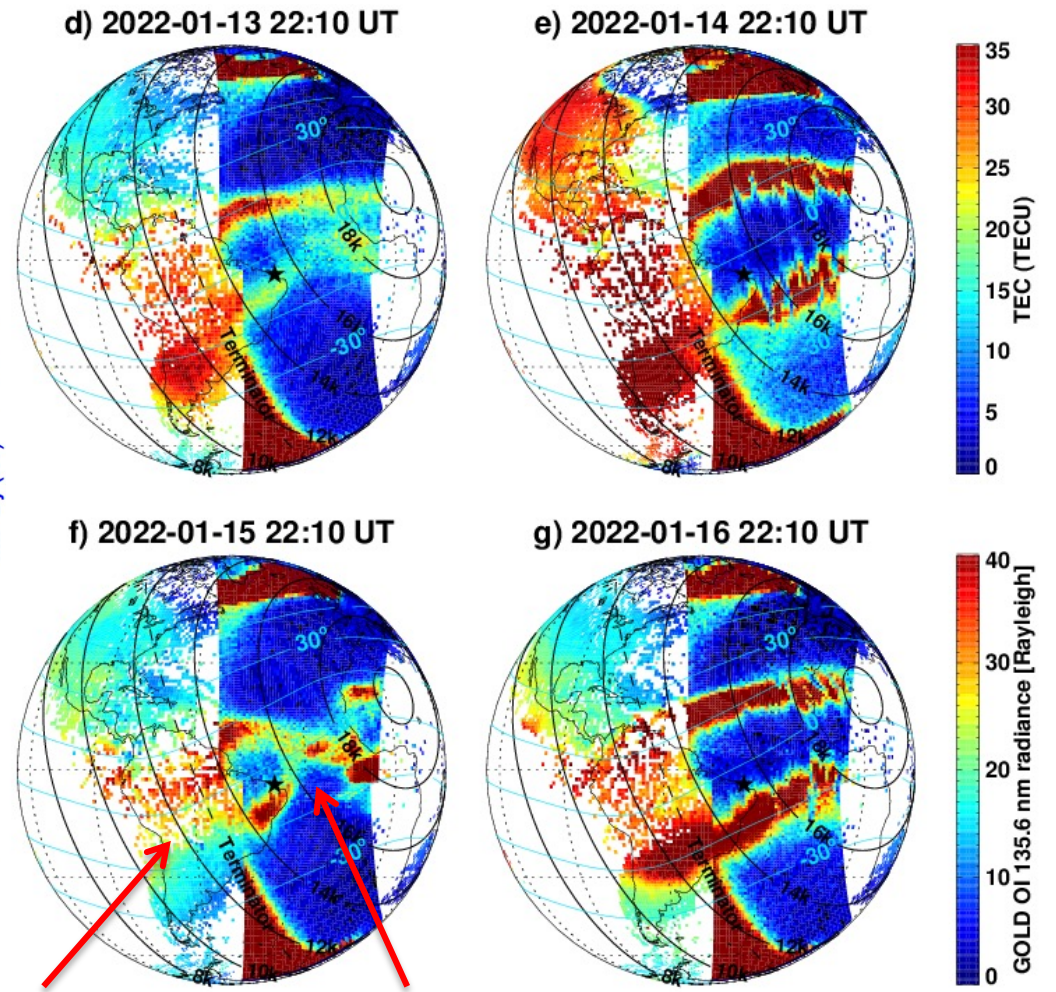 d) 2022-01-13 22:10 UT
e) 2022-01-14 22:10 UT
30°
0
18k
16k
-30°
14k
12k
10k
8k
Terminator
30°
0
18k
16k
30°
14k
12k
10k
8k
Terminator
35
30
25
20
15
10
5
0
TEC (TECU)
f) 2022-01-15 22:10 UT
g) 2022-01-16 22:10 UT
30°
18k
16k
-30°
14k
12k
10k
8k
Terminator
30°
0
18k
16k
-30°
14k
12k
10k
8k
Terminator
40
30
20
10
0
GOLD OI 135.6 nm radiance [Rayleigh]